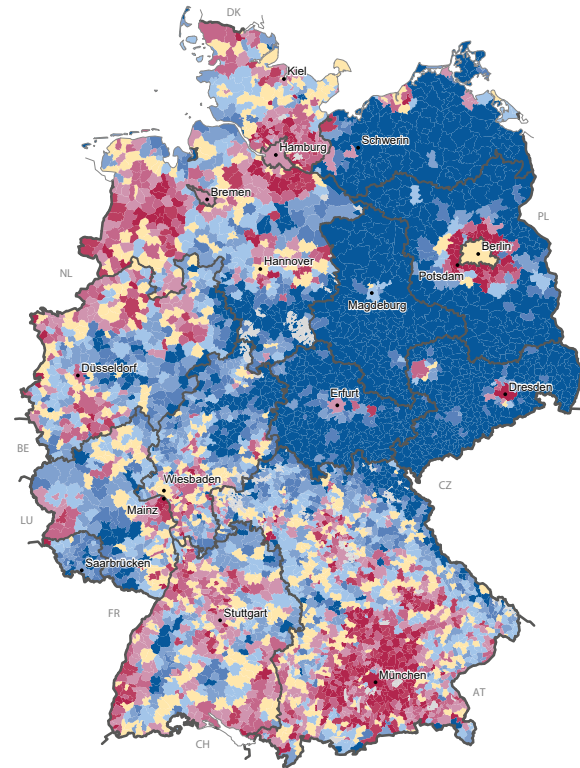 DK
Kiel
Schwerin
Hamburg
Bremen
PL
Berlin
Hannover
NL
Potsdam
Magdeburg
Düsseldorf
Dresden
Erfurt
BE
Wiesbaden
CZ
Mainz
LU
Saarbrücken
FR
Stuttgart
München
AT
CH